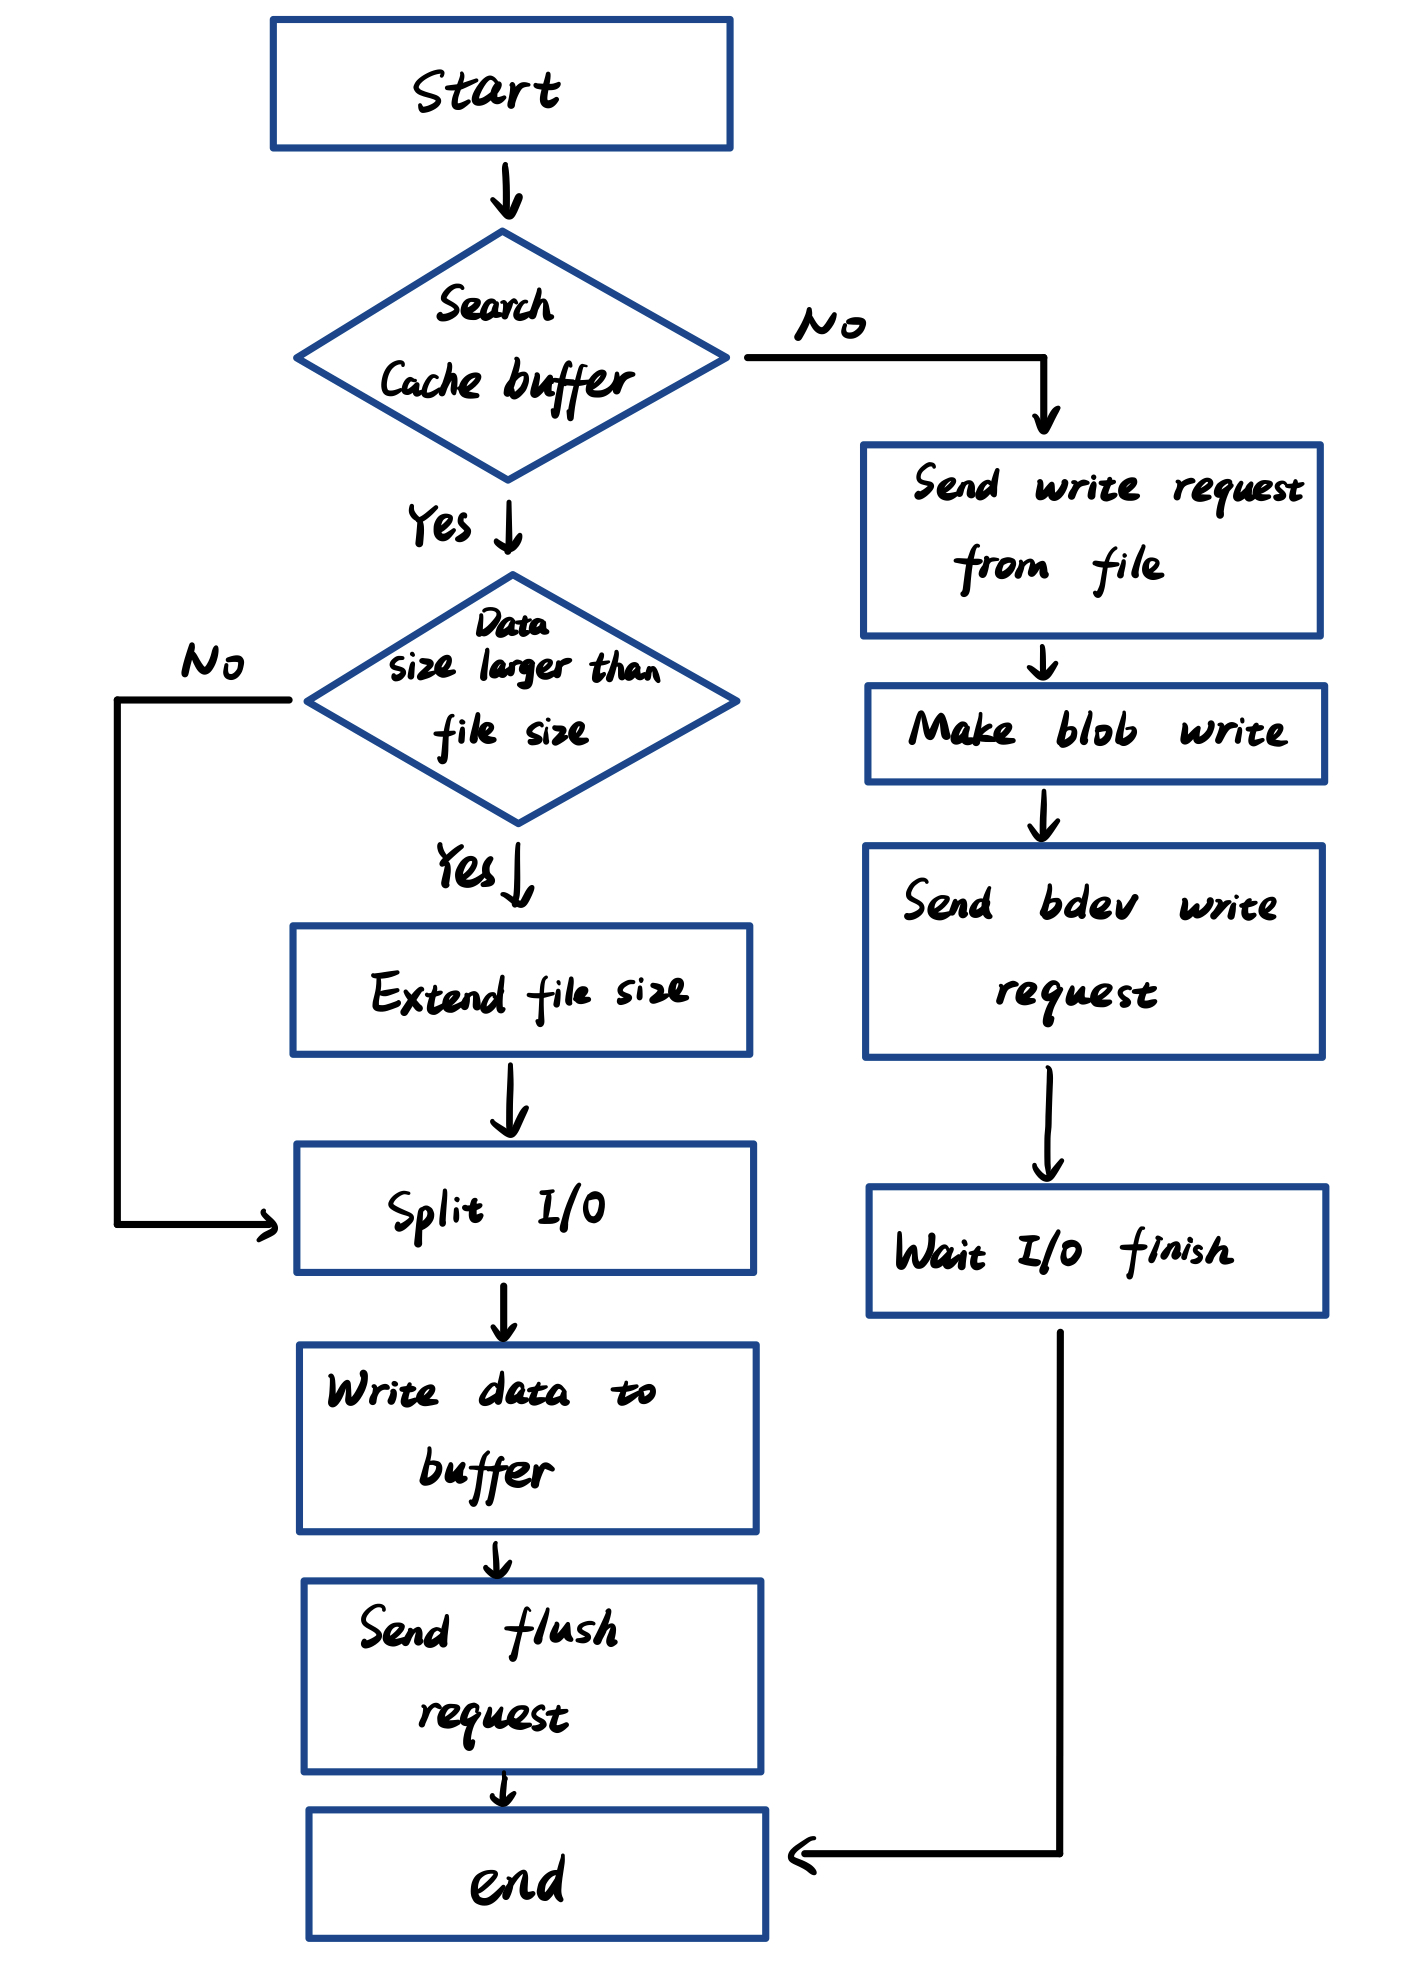 Start
Search
Cache buffer
No
Yes
Send write request
from file
Data
size larger than
file size
No
Make blob write
Yes
Send bdev write
request
Extend file size
Split I/O
Wait I/O finish
Write data to
buffer
Send flush
request
end